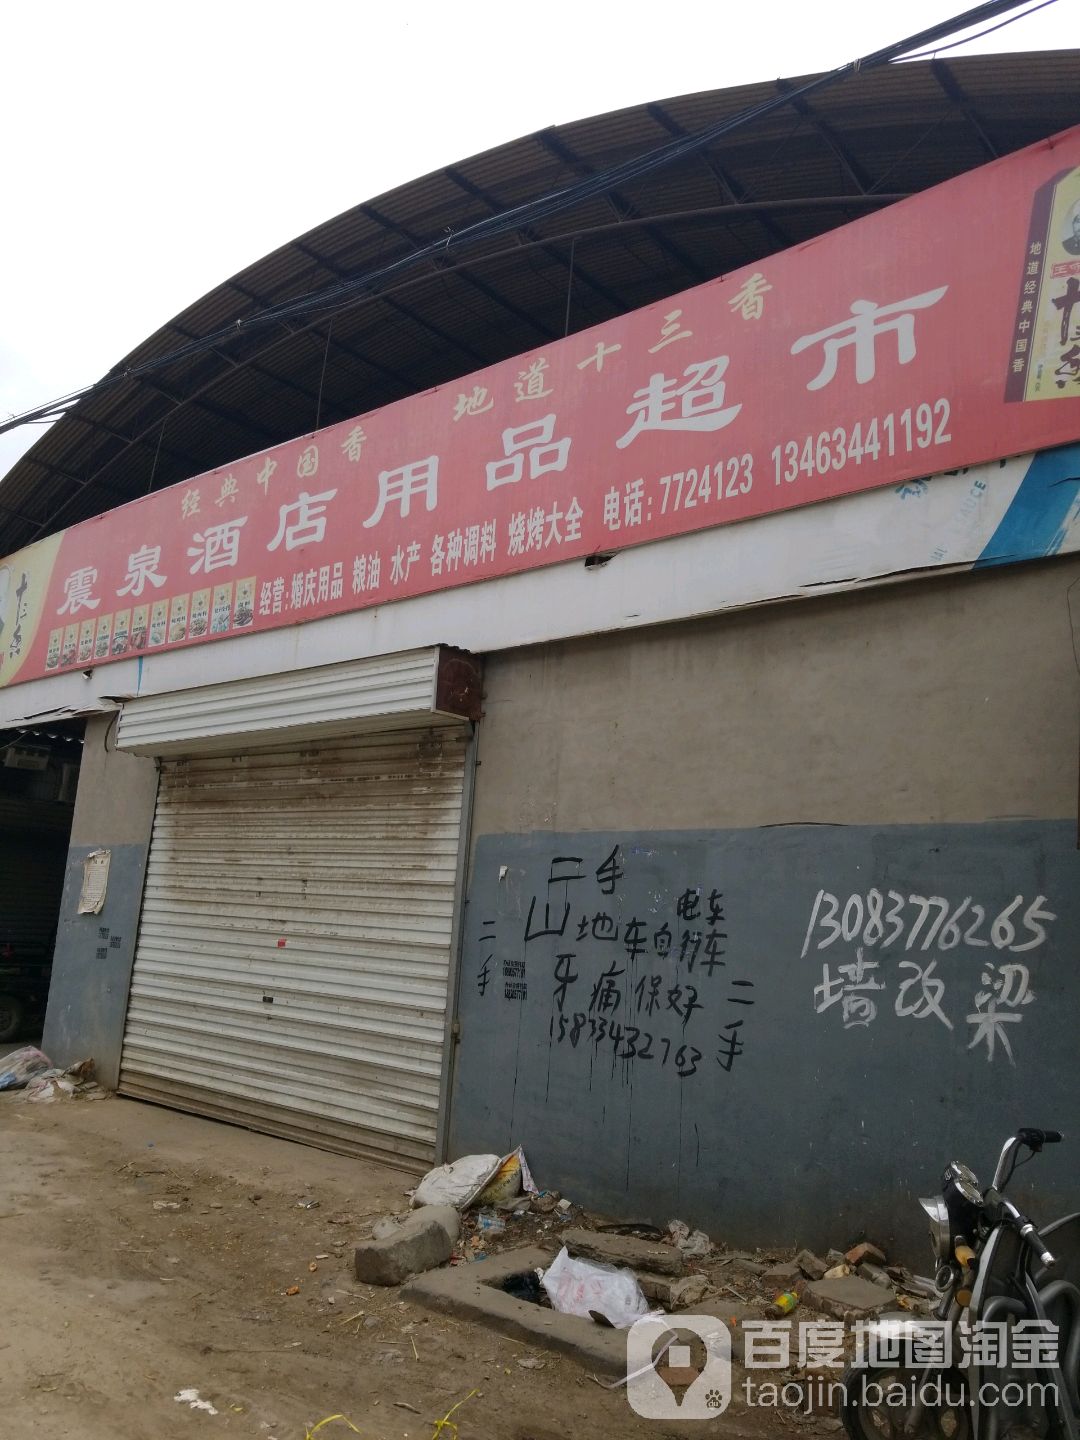 经典中国香 地道十三香
震泉酒店用品超市
经营:婚庆用品 粮油 水产 各种调料 烧烤大全 电话:7724123 13463441192
地道经典中国香
十三香
二手
山地车自行车
电车
二手
牙痛保好
二手
15833432763
13083776265
墙改梁
百度地图淘金
taojin.baidu.com